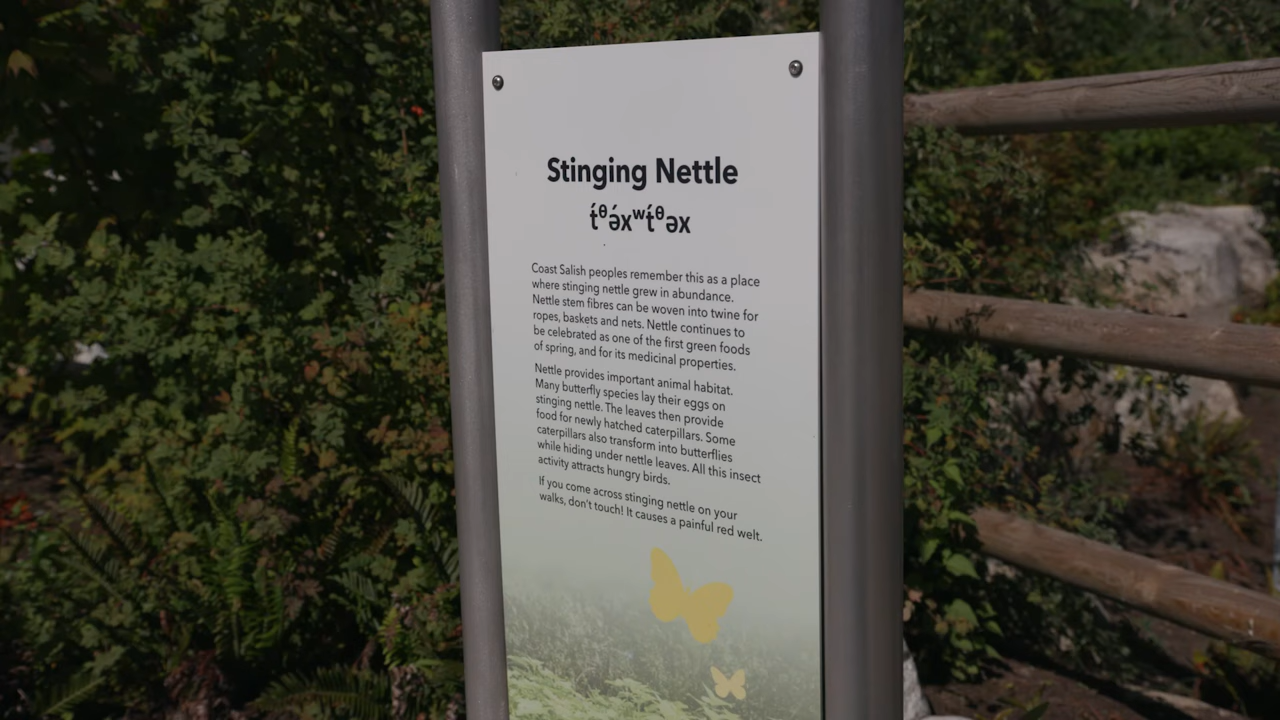 Stinging Nettle
t̓ᶿə́xʷt̓ᶿəx
Coast Salish peoples remember this as a place
where stinging nettle grew in abundance.
Nettle stem fibres can be woven into twine for
ropes, baskets and nets. Nettle continues to
be celebrated as one of the first green foods
of spring, and for its medicinal properties.
Nettle provides important animal habitat.
Many butterfly species lay their eggs on
stinging nettle. The leaves then provide
food for newly hatched caterpillars. Some
caterpillars also transform into butterflies
while hiding under nettle leaves. All this insect
activity attracts hungry birds.
If you come across stinging nettle on your
walks, don't touch! It causes a painful red welt.